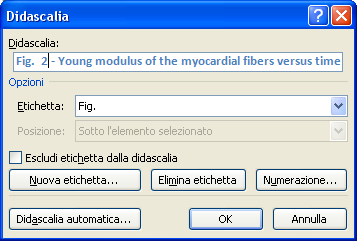 Didascalia
Didascalia:
Fig. 2 - Young modulus of the myocardial fibers versus time
Opzioni
Etichetta: Fig.
Posizione: Sotto l'elemento selezionato
Escludi etichetta dalla didascalia
Nuova etichetta... Elimina etichetta Numerazione...
Didascalia automatica... OK Annulla